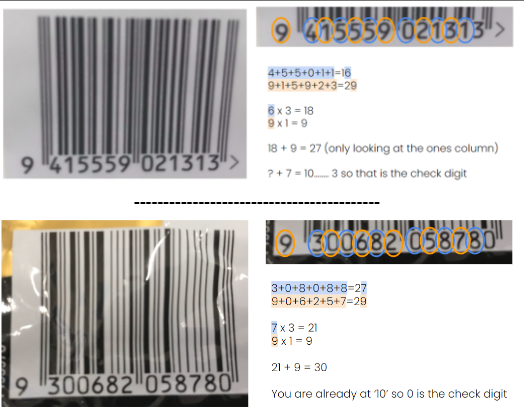 9 415559 021313 >
9 415559 021313 >
4+5+5+0+1+1=16
9+1+5+9+2+3=29
6 x 3 = 18
9 x 1 = 9
18 + 9 = 27 (only looking at the ones column)
? + 7 = 10....... 3 so that is the check digit
9 300682 058780
9 300682 058780
3+0+8+0+8+8=27
9+0+6+2+5+7=29
7 x 3 = 21
9 x 1 = 9
21 + 9 = 30
You are already at '10' so 0 is the check digit